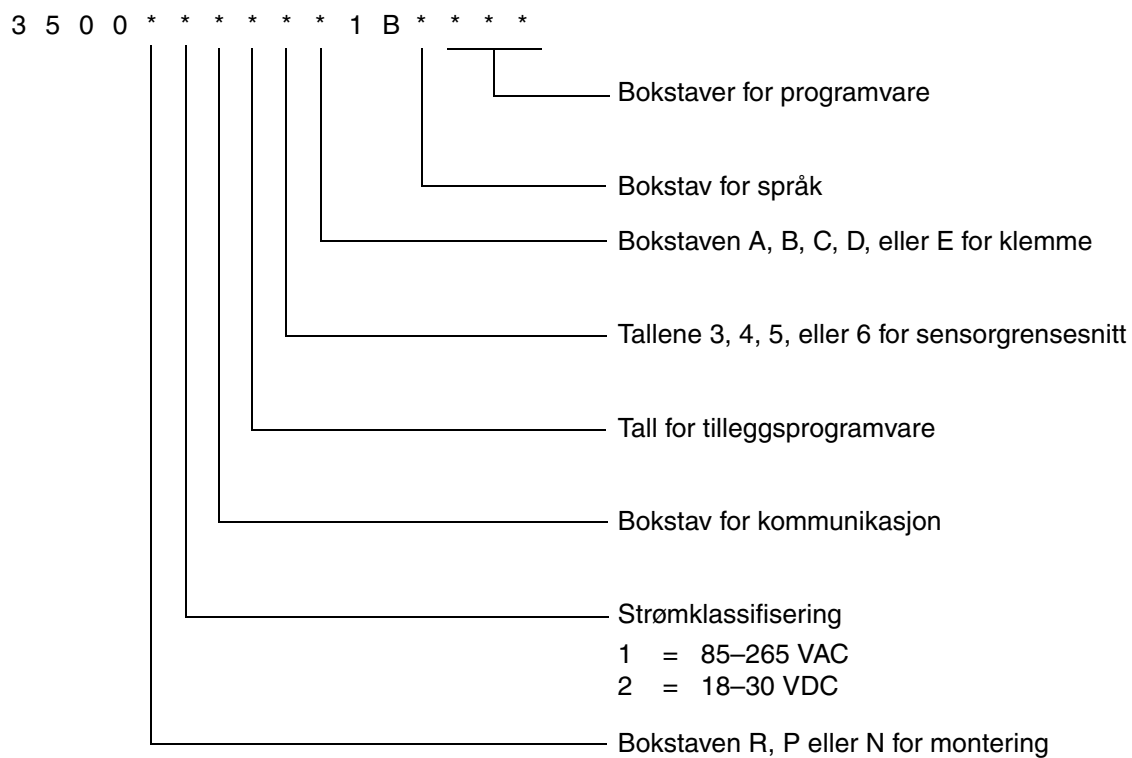 3 5 0 0 * * * * * * 1 B * * * *
Bokstaver for programvare
Bokstav for språk
Bokstaven A, B, C, D, eller E for klemme
Tallene 3, 4, 5, eller 6 for sensorgrensesnitt
Tall for tilleggsprogramvare
Bokstav for kommunikasjon
Strømklassifisering
1 = 85–265 VAC
2 = 18–30 VDC
Bokstaven R, P eller N for montering